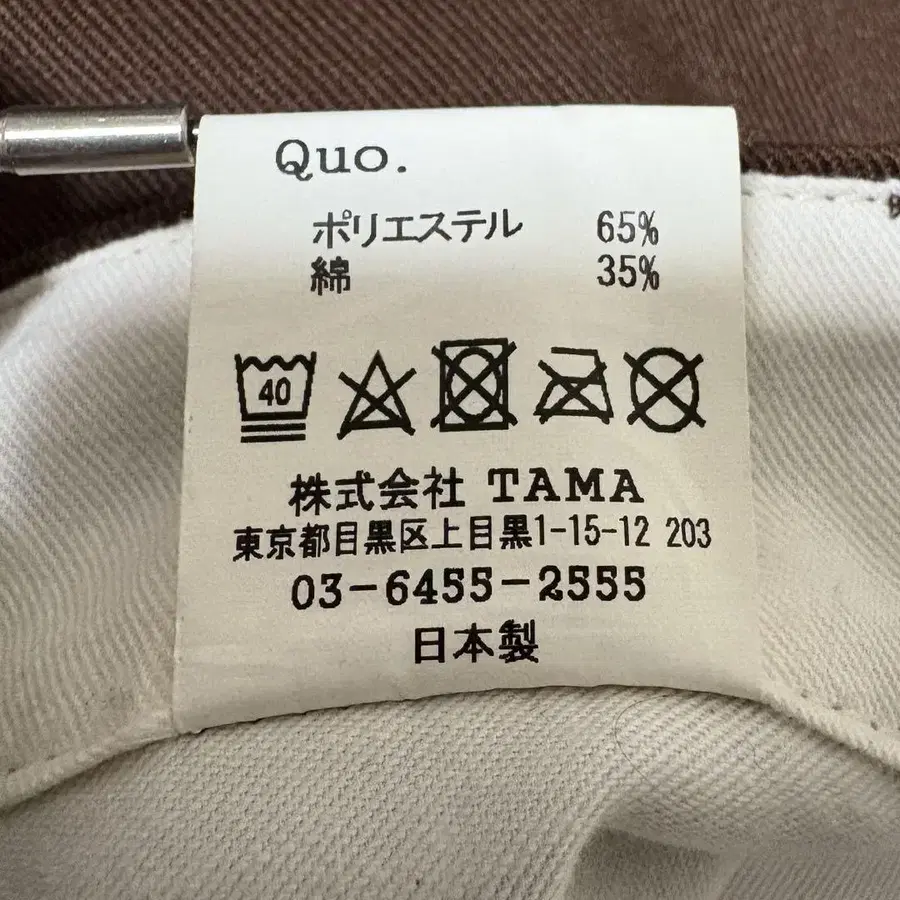 Quo.
ポリエステル 65%
綿 35%
40
株式会社 TAMA
東京都目黒区上目黒1-15-12 203
03-6455-2555
日本製